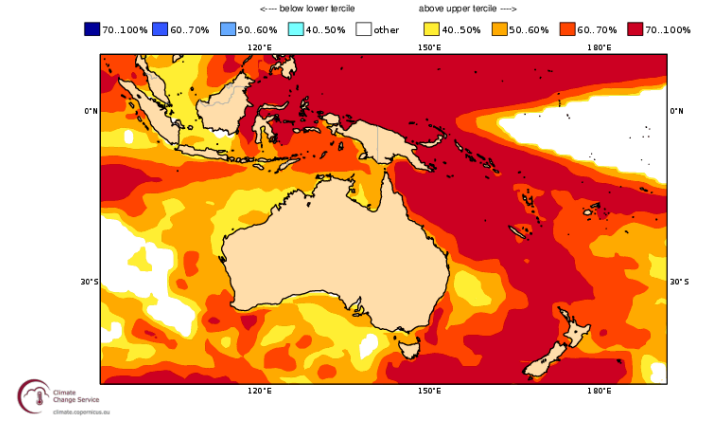 <--- below lower tercile above upper tercile --->
70..100% 60..70% 50..60% 40..50% other 40..50% 50..60% 60..70% 70..100%
120°E 150°E 180°E
0°N 0°N
30°S 30°S
120°E 150°E 180°E
Climate
Change Service
climate.copernicus.eu